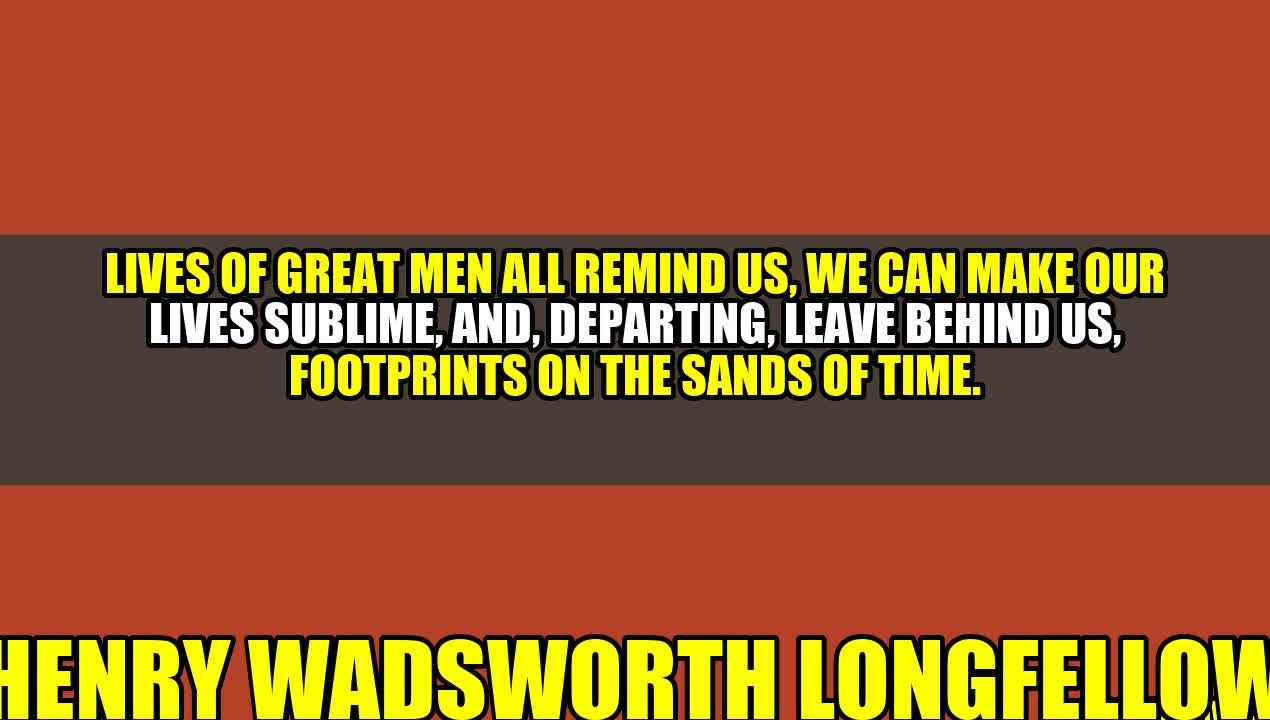 LIVES OF GREAT MEN ALL REMIND US, WE CAN MAKE OUR
LIVES SUBLIME, AND, DEPARTING, LEAVE BEHIND US,
FOOTPRINTS ON THE SANDS OF TIME.
HENRY WADSWORTH LONGFELLOW